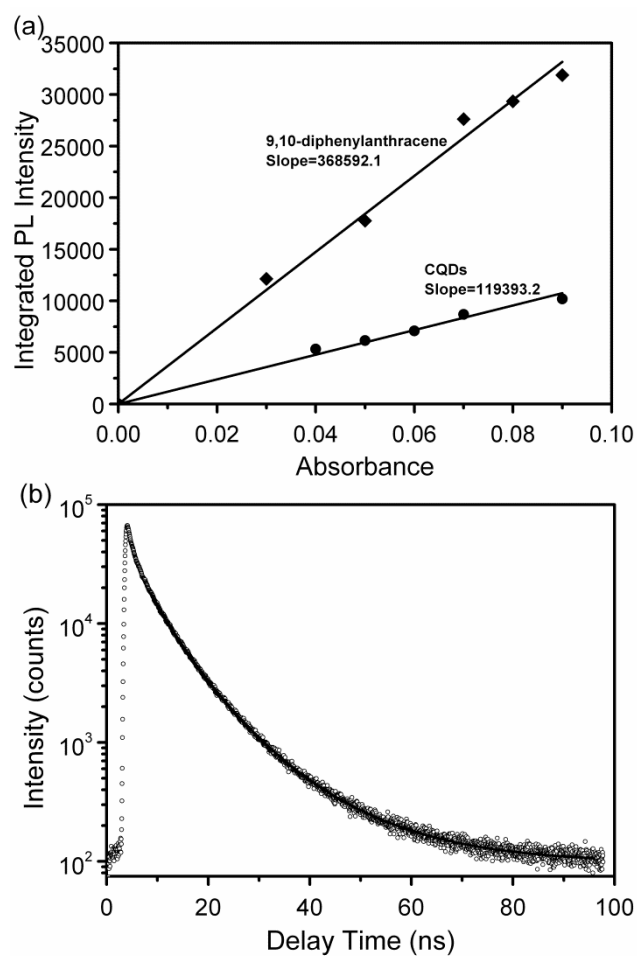 (a)
35000
30000
25000
20000
15000
10000
5000
0
Integrated PL Intensity
9,10-diphenylanthracene
Slope=368592.1
CQDs
Slope=119393.2
0.00 0.02 0.04 0.06 0.08 0.10
Absorbance
(b)
10^5
10^4
10^3
10^2
Intensity (counts)
0 20 40 60 80 100
Delay Time (ns)